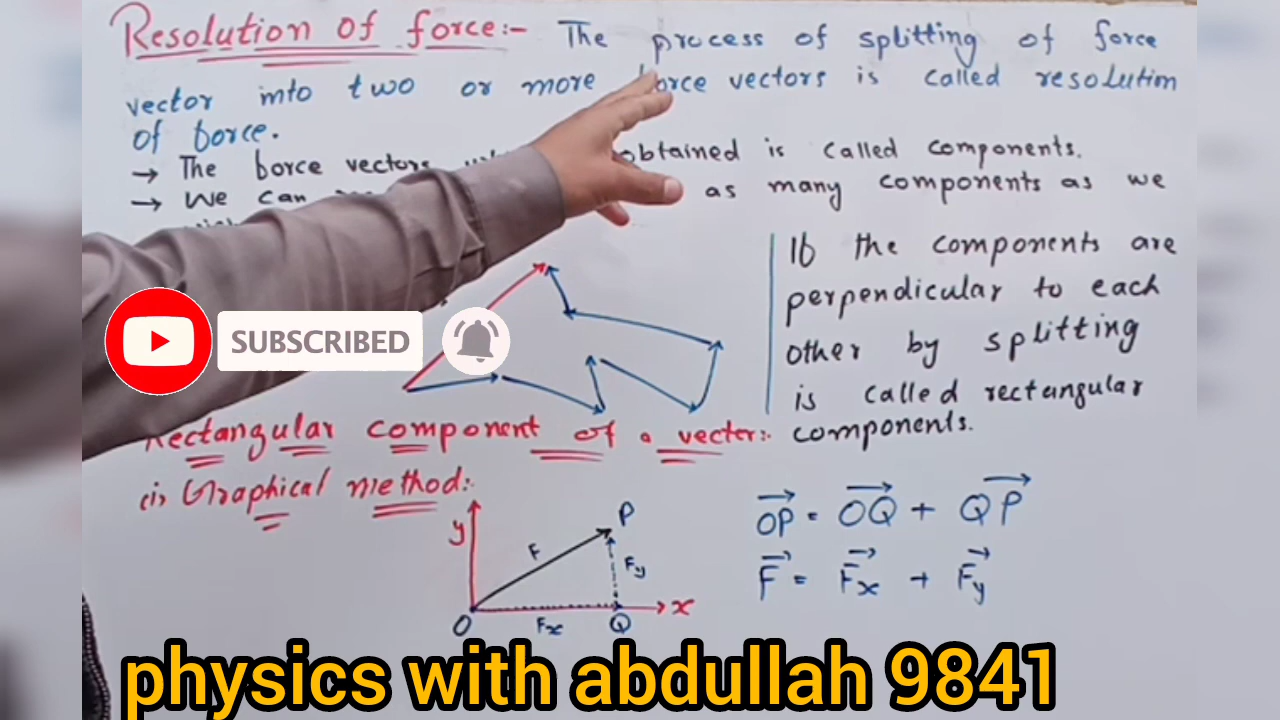 Resolution of force:- The process of splitting of force
vector into two or more force vectors is called resolution
of force.
→ The force vectors obtained is called components.
→ We can as many components as we
If the components are
perpendicular to each
other by splitting
is called rectangular
components.
SUBSCRIBED
Rectangular component of a vector:-
(i) Graphical method:-
y
F
P
Fy
O
Fx
Q
x
OP = OQ + QP
F = Fx + Fy
physics with abdullah 9841